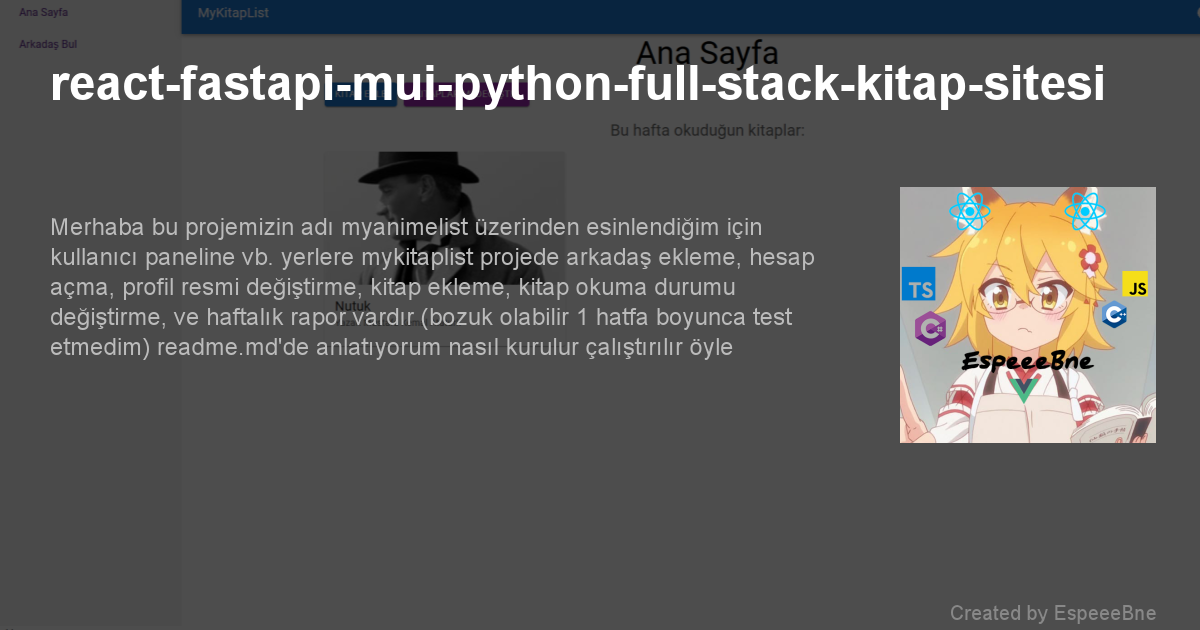 Ana Sayfa
MyKitapList
Arkadaş Bul
Ana Sayfa
react-fastapi-mui-python-full-stack-kitap-sitesi
Bu hafta okuduğun kitaplar:
Merhaba bu projemizin adı myanimelist üzerinden esinlendiğim için
kullanıcı paneline vb. yerlere mykitaplist projede arkadaş ekleme, hesap
açma, profil resmi değiştirme, kitap ekleme, kitap okuma durumu
değiştirme, ve haftalık rapor vardır (bozuk olabilir 1 hatfa boyunca test
etmedim) readme.md'de anlatıyorum nasıl kurulur çalıştırılır öyle
Nutuk
TS
JS
C#
C++
EspeeeBne
Created by EspeeeBne